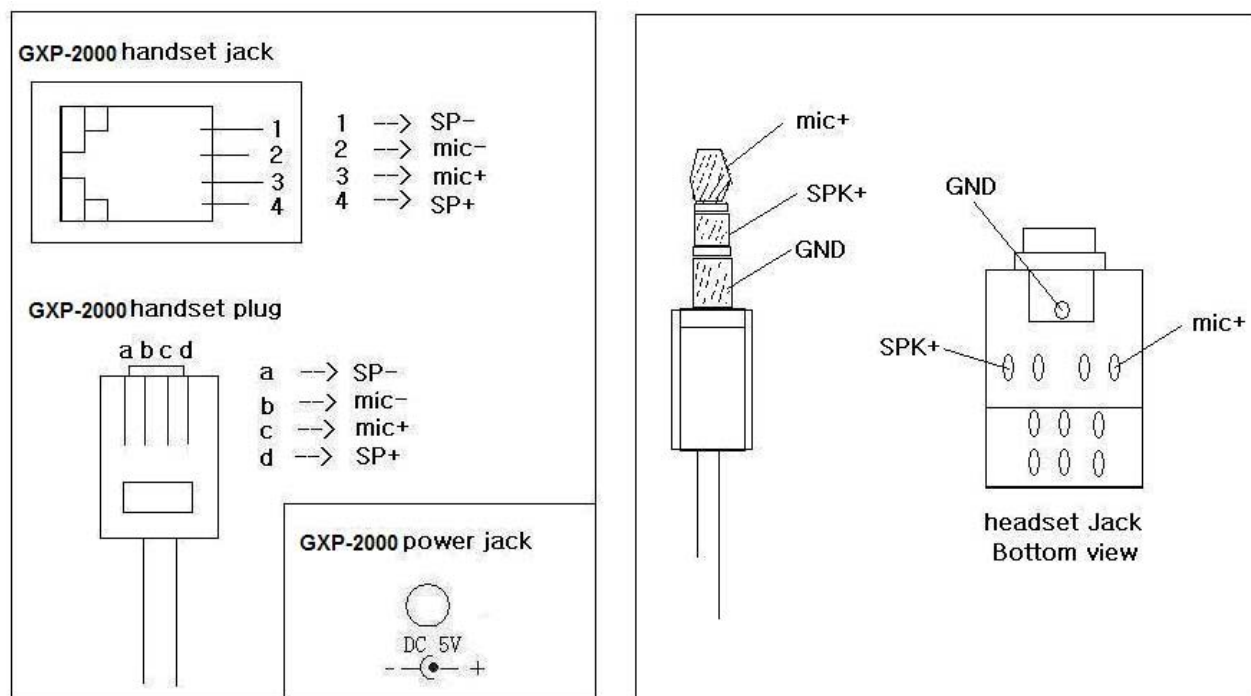 GXP-2000 handset jack
1
2
3
4
1 --> SP-
2 --> mic-
3 --> mic+
4 --> SP+
GXP-2000 handset plug
a b c d
a --> SP-
b --> mic-
c --> mic+
d --> SP+
GXP-2000 power jack
DC 5V
- +
mic+
SPK+
GND
GND
SPK+
mic+
headset Jack
Bottom view